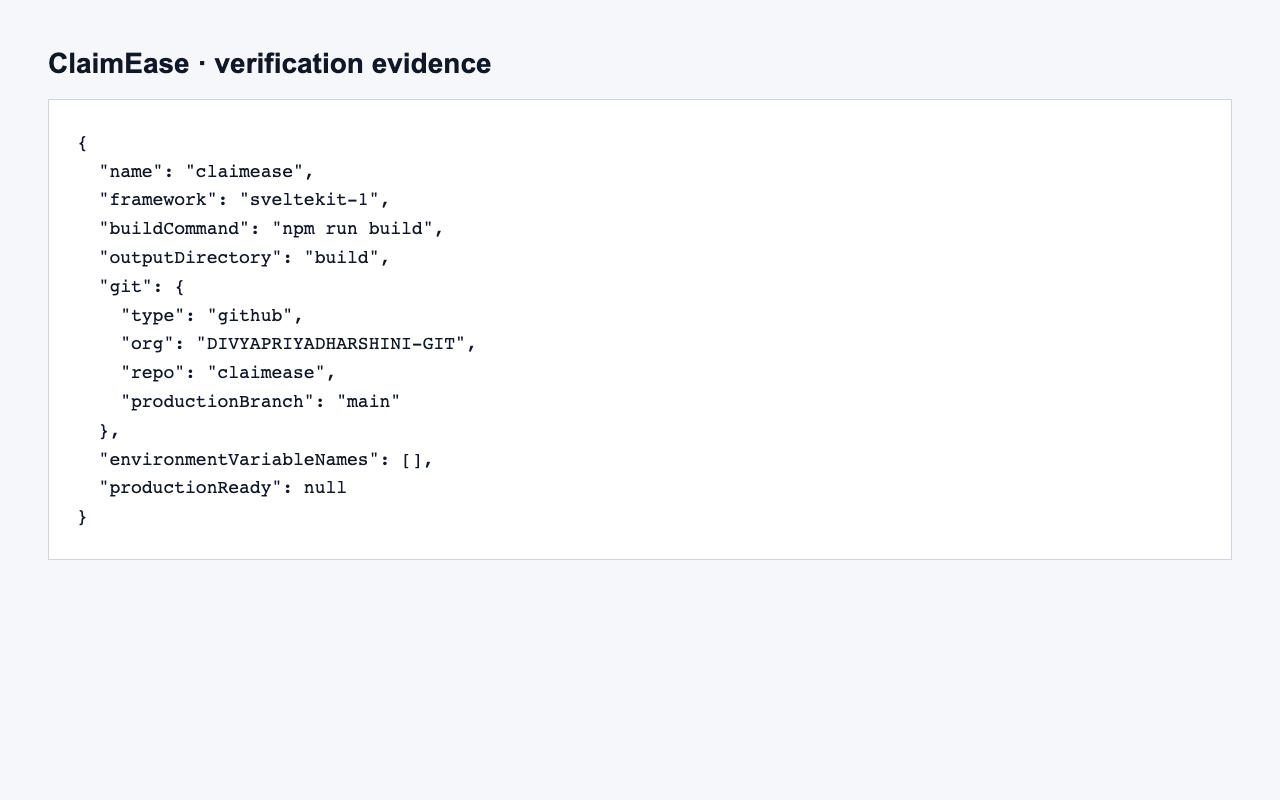 ClaimEase · verification evidence
{
  "name": "claimease",
  "framework": "sveltekit-1",
  "buildCommand": "npm run build",
  "outputDirectory": "build",
  "git": {
    "type": "github",
    "org": "DIVYAPRIYADHARSHINI-GIT",
    "repo": "claimease",
    "productionBranch": "main"
  },
  "environmentVariableNames": [],
  "productionReady": null
}